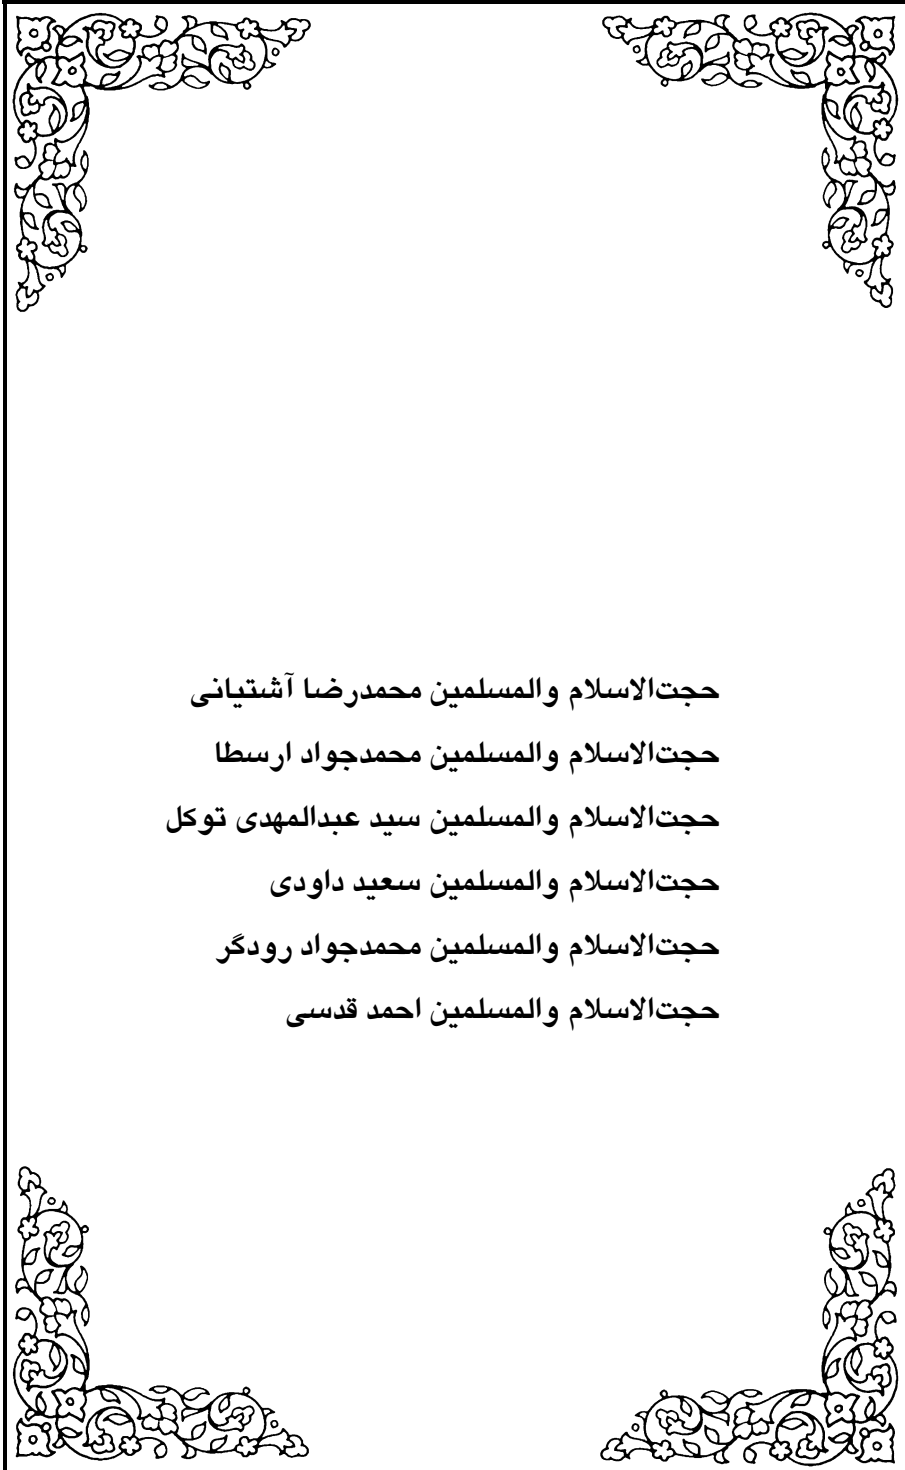 حجت‌الاسلام والمسلمین محمدرضا آشتیانی
حجت‌الاسلام والمسلمین محمدجواد ارسطا
حجت‌الاسلام والمسلمین سید عبدالمهدی توکل
حجت‌الاسلام والمسلمین سعید داودی
حجت‌الاسلام والمسلمین محمدجواد رودگر
حجت‌الاسلام والمسلمین احمد قدسی